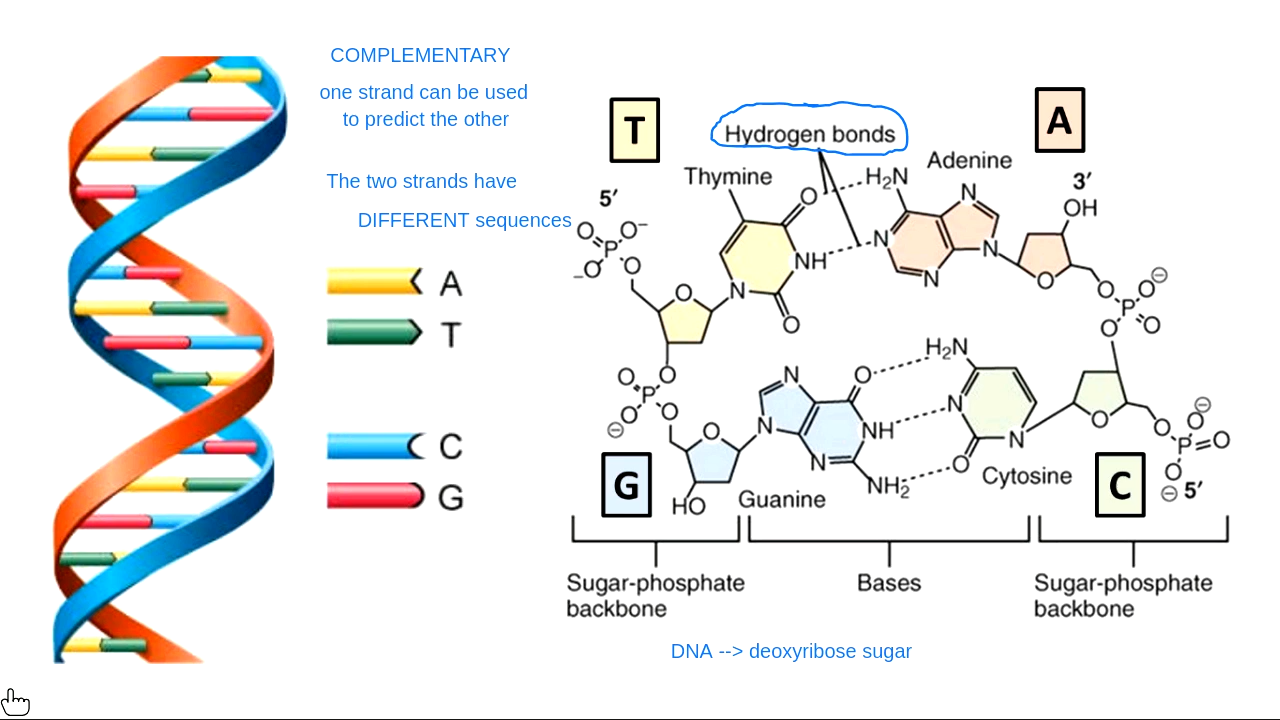 COMPLEMENTARY
one strand can be used
to predict the other
The two strands have
DIFFERENT sequences
A
T
C
G
T
Hydrogen bonds
A
Thymine
Adenine
5′
3′
O
H₂N
N
OH
O
P
O⁻
⁻O
O
NH
N
N
N
O
N
O
O
O
P
O
⊖
O
O
H₂N
O
P
O
O
⊖
N
O
O
N
NH
N
O
O
O
⊖
P
O
O
⊖
5′
N
N
N
O
G
HO
Guanine
NH₂
Cytosine
C
Sugar-phosphate
backbone
Bases
Sugar-phosphate
backbone
DNA --> deoxyribose sugar